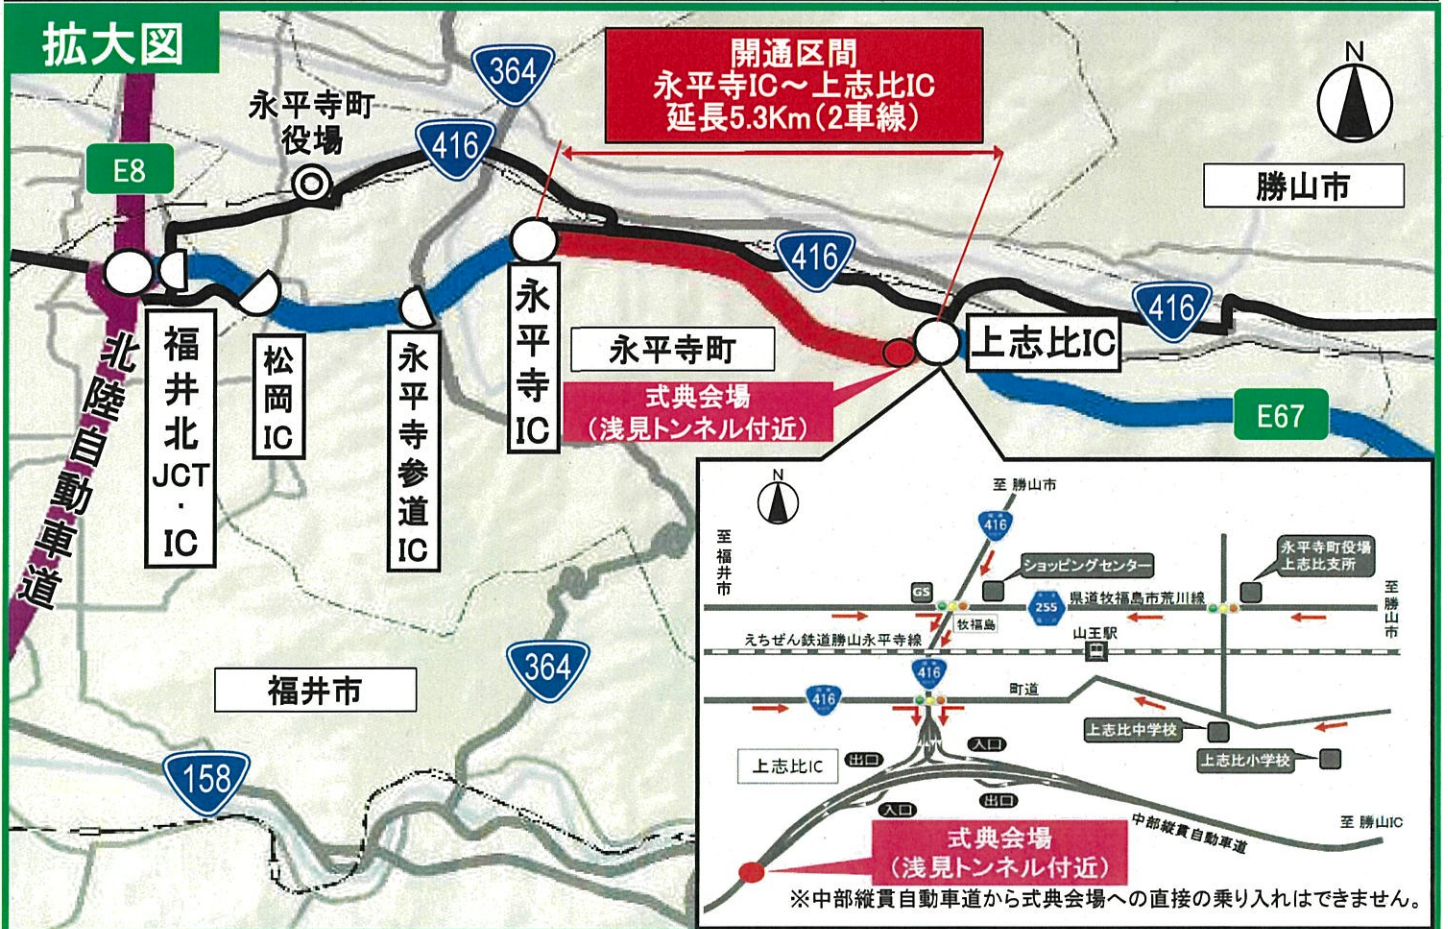 拡大図
364
開通区間
永平寺IC～上志比IC
延長5.3Km(2車線)
N
永平寺町
役場
416
E8
勝山市
416
416
永平寺IC
上志比IC
福井北JCT・IC
松岡IC
永平寺参道IC
永平寺町
式典会場
(浅見トンネル付近)
E67
北陸自動車道
福井市
364
158
N
至 勝山市
416
至福井市
ショッピングセンター
永平寺町役場
上志比支所
GS
255
県道牧福島市荒川線
至勝山市
牧福島
えちぜん鉄道勝山永平寺線
山王駅
416
416
町道
上志比中学校
上志比小学校
上志比IC
出口
入口
入口
出口
中部縦貫自動車道
至 勝山IC
式典会場
(浅見トンネル付近)
※中部縦貫自動車道から式典会場への直接の乗り入れはできません。